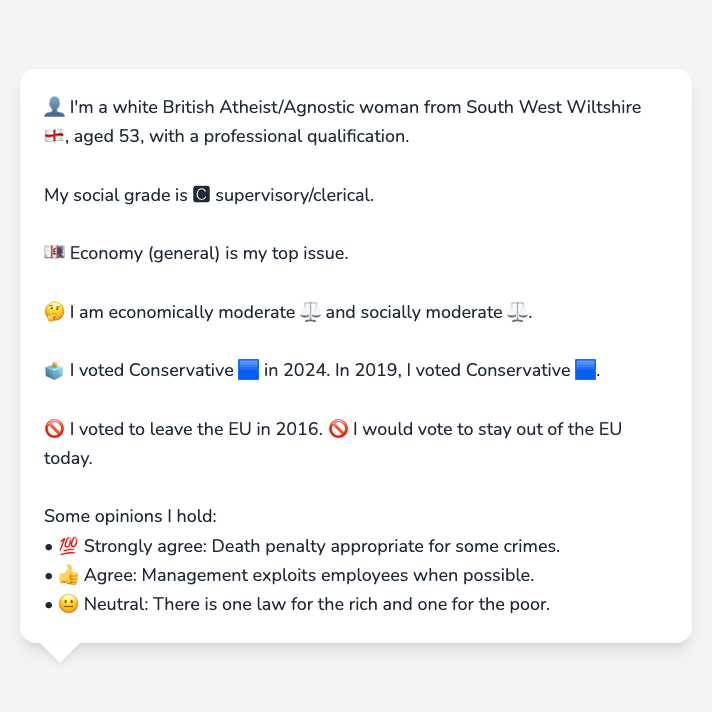 👤 I'm a white British Atheist/Agnostic woman from South West Wiltshire
🏴󠁧󠁢󠁥󠁮󠁧󠁿, aged 53, with a professional qualification.
My social grade is 🅲 supervisory/clerical.
💷 Economy (general) is my top issue.
🤔 I am economically moderate ⚖️ and socially moderate ⚖️.
🗳️ I voted Conservative 🟦 in 2024. In 2019, I voted Conservative 🟦.
🚫 I voted to leave the EU in 2016. 🚫 I would vote to stay out of the EU
today.
Some opinions I hold:
• 💯 Strongly agree: Death penalty appropriate for some crimes.
• 👍 Agree: Management exploits employees when possible.
• 😐 Neutral: There is one law for the rich and one for the poor.